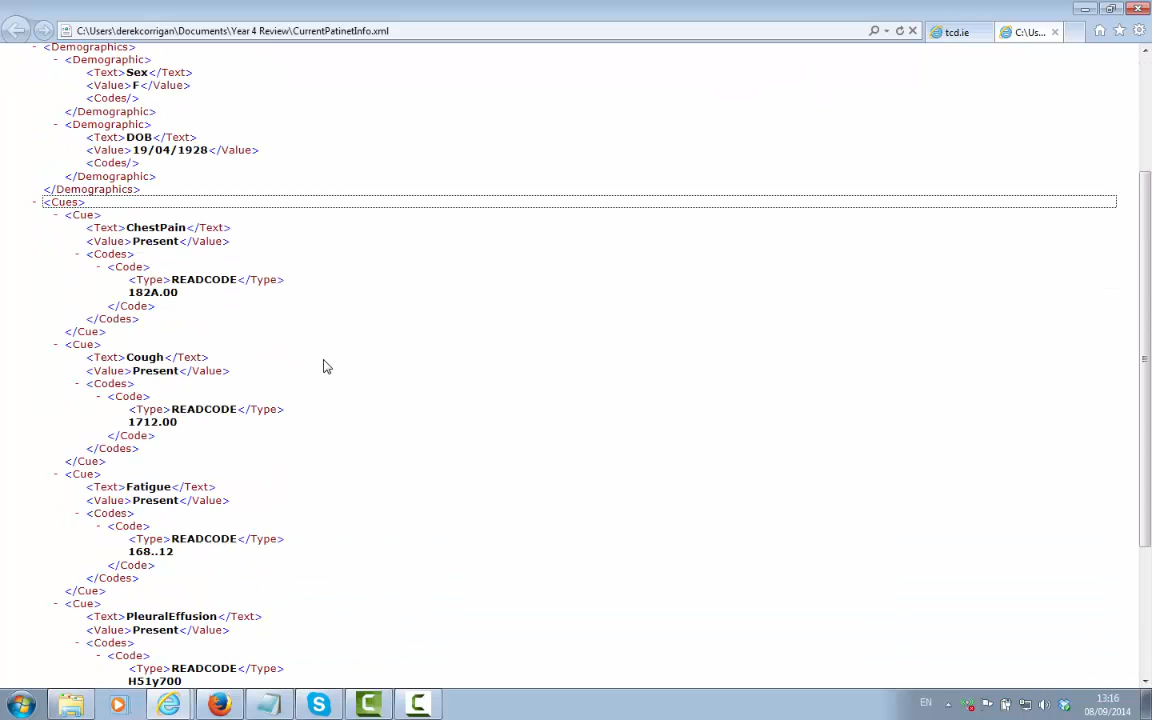 C:\Users\derekcorrigan\Documents\Year 4 Review\CurrentPatinetInfo.xml
tcd.ie
C:\Us...
- <Demographics>
- <Demographic>
<Text>Sex</Text>
<Value>F</Value>
<Codes/>
</Demographic>
- <Demographic>
<Text>DOB</Text>
<Value>19/04/1928</Value>
<Codes/>
</Demographic>
</Demographics>
- <Cues>
- <Cue>
<Text>ChestPain</Text>
<Value>Present</Value>
- <Codes>
- <Code>
<Type>READCODE</Type>
182A.00
</Code>
</Codes>
</Cue>
- <Cue>
<Text>Cough</Text>
<Value>Present</Value>
- <Codes>
- <Code>
<Type>READCODE</Type>
1712.00
</Code>
</Codes>
</Cue>
- <Cue>
<Text>Fatigue</Text>
<Value>Present</Value>
- <Codes>
- <Code>
<Type>READCODE</Type>
168..12
</Code>
</Codes>
</Cue>
- <Cue>
<Text>PleuralEffusion</Text>
<Value>Present</Value>
- <Codes>
- <Code>
<Type>READCODE</Type>
H51y700
EN
13:16
08/09/2014